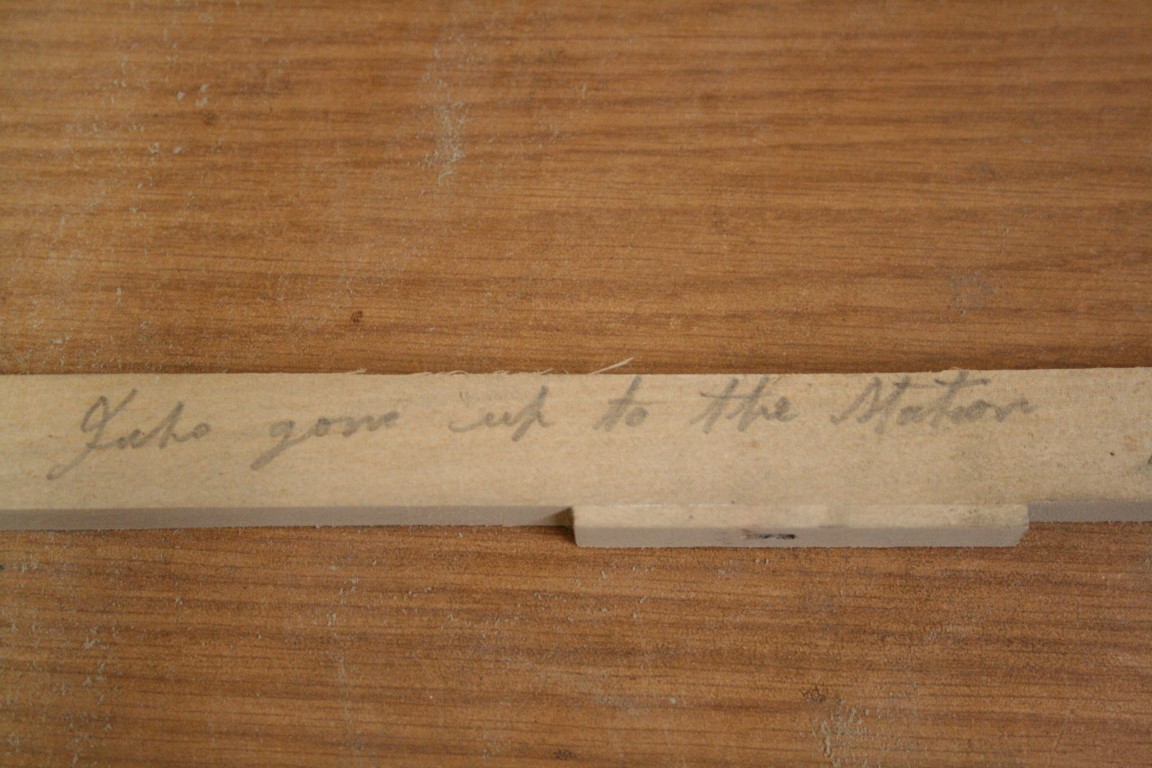 gone up to the Station